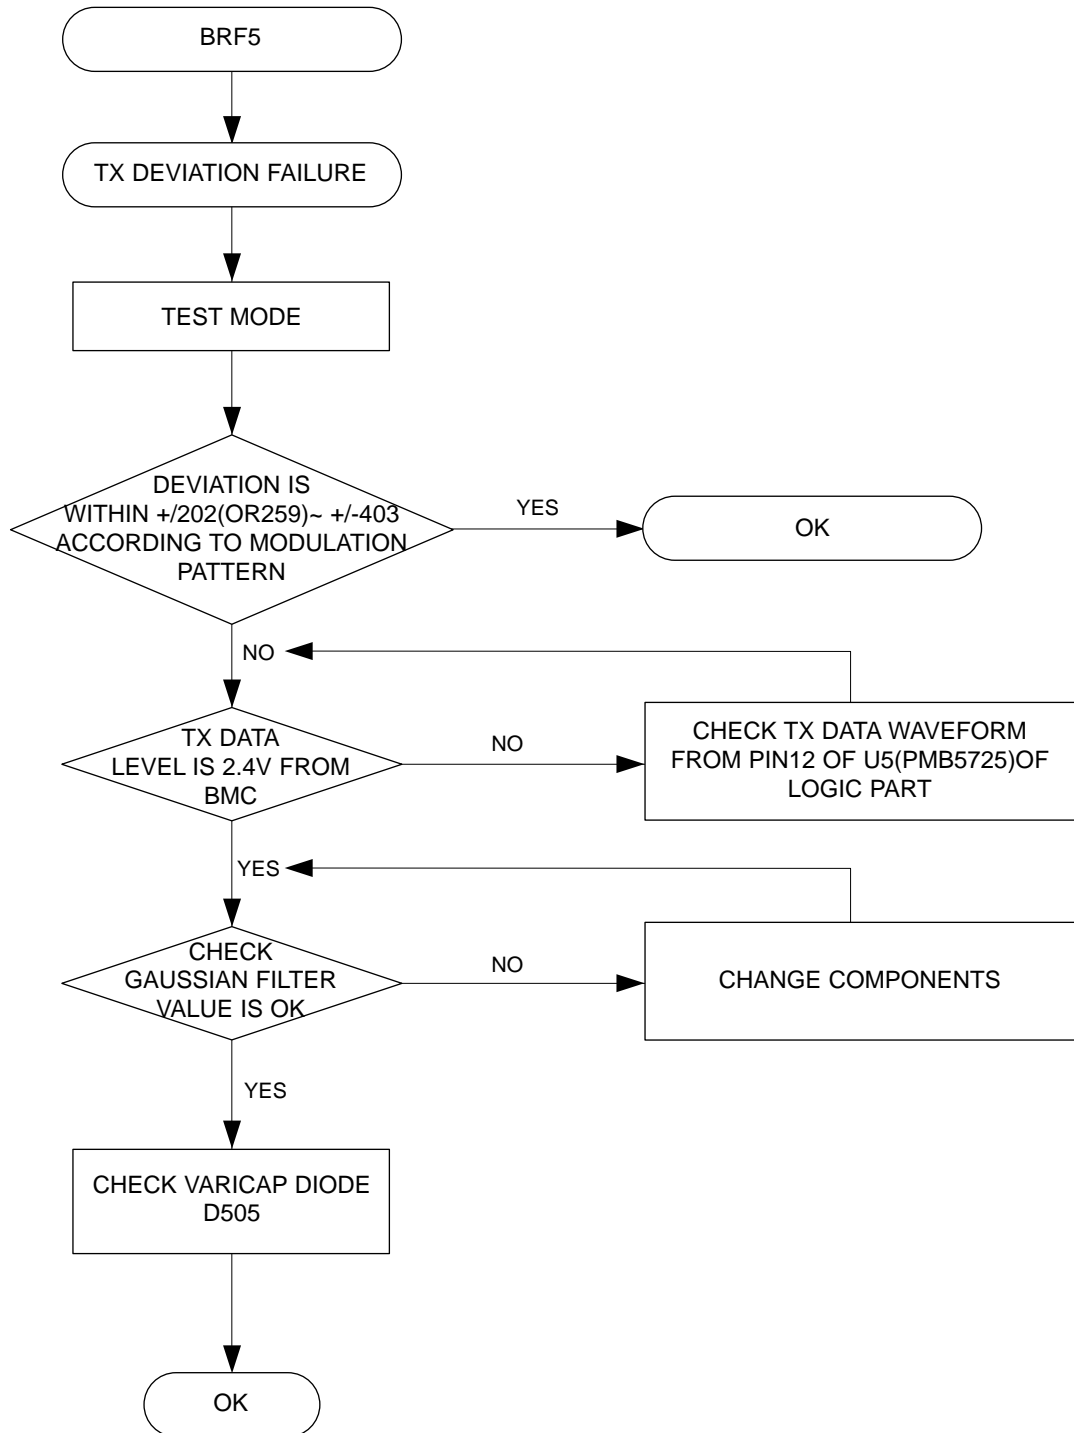 BRF5
TX DEVIATION FAILURE
TEST MODE
DEVIATION IS
WITHIN +/202(OR259)~ +/-403
ACCORDING TO MODULATION
PATTERN
YES
OK
NO
TX DATA
LEVEL IS 2.4V FROM
BMC
NO
CHECK TX DATA WAVEFORM
FROM PIN12 OF U5(PMB5725)OF
LOGIC PART
YES
CHECK
GAUSSIAN FILTER
VALUE IS OK
NO
CHANGE COMPONENTS
YES
CHECK VARICAP DIODE
D505
OK